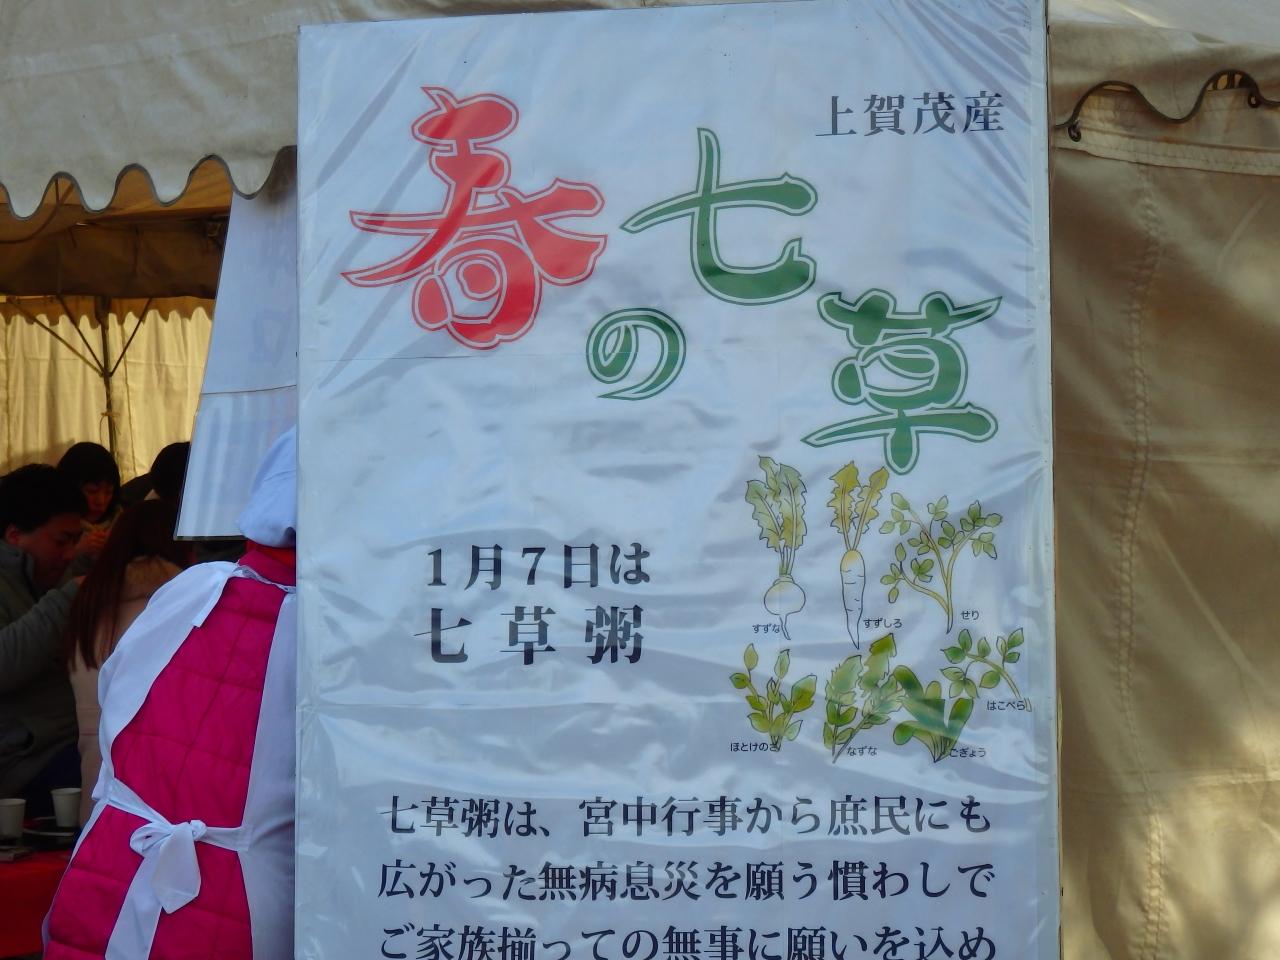 上賀茂産
春の七草
すずな
すずしろ
せり
ほとけのざ
なずな
ごぎょう
はこべら
1月7日は
七草粥
七草粥は、宮中行事から庶民にも
広がった無病息災を願う慣わしで
ご家族揃っての無事に願いを込め